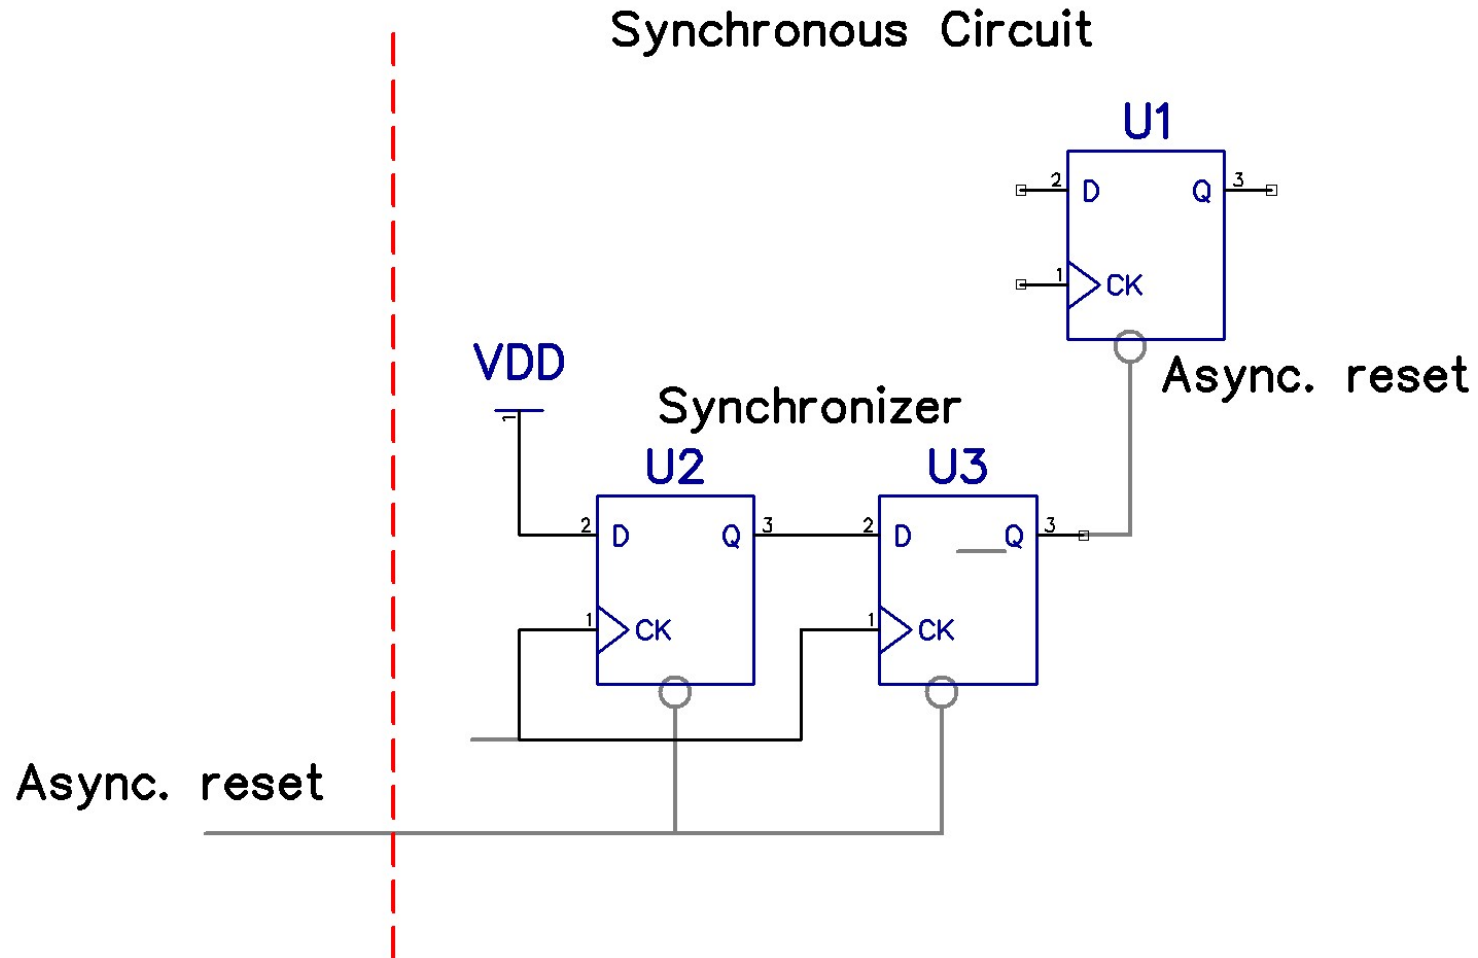 Synchronous Circuit
U1
2 D Q 3
1 CK
Async. reset
VDD
1
Synchronizer
U2
2 D Q 3
1 CK
U3
2 D Q 3
1 CK
Async. reset